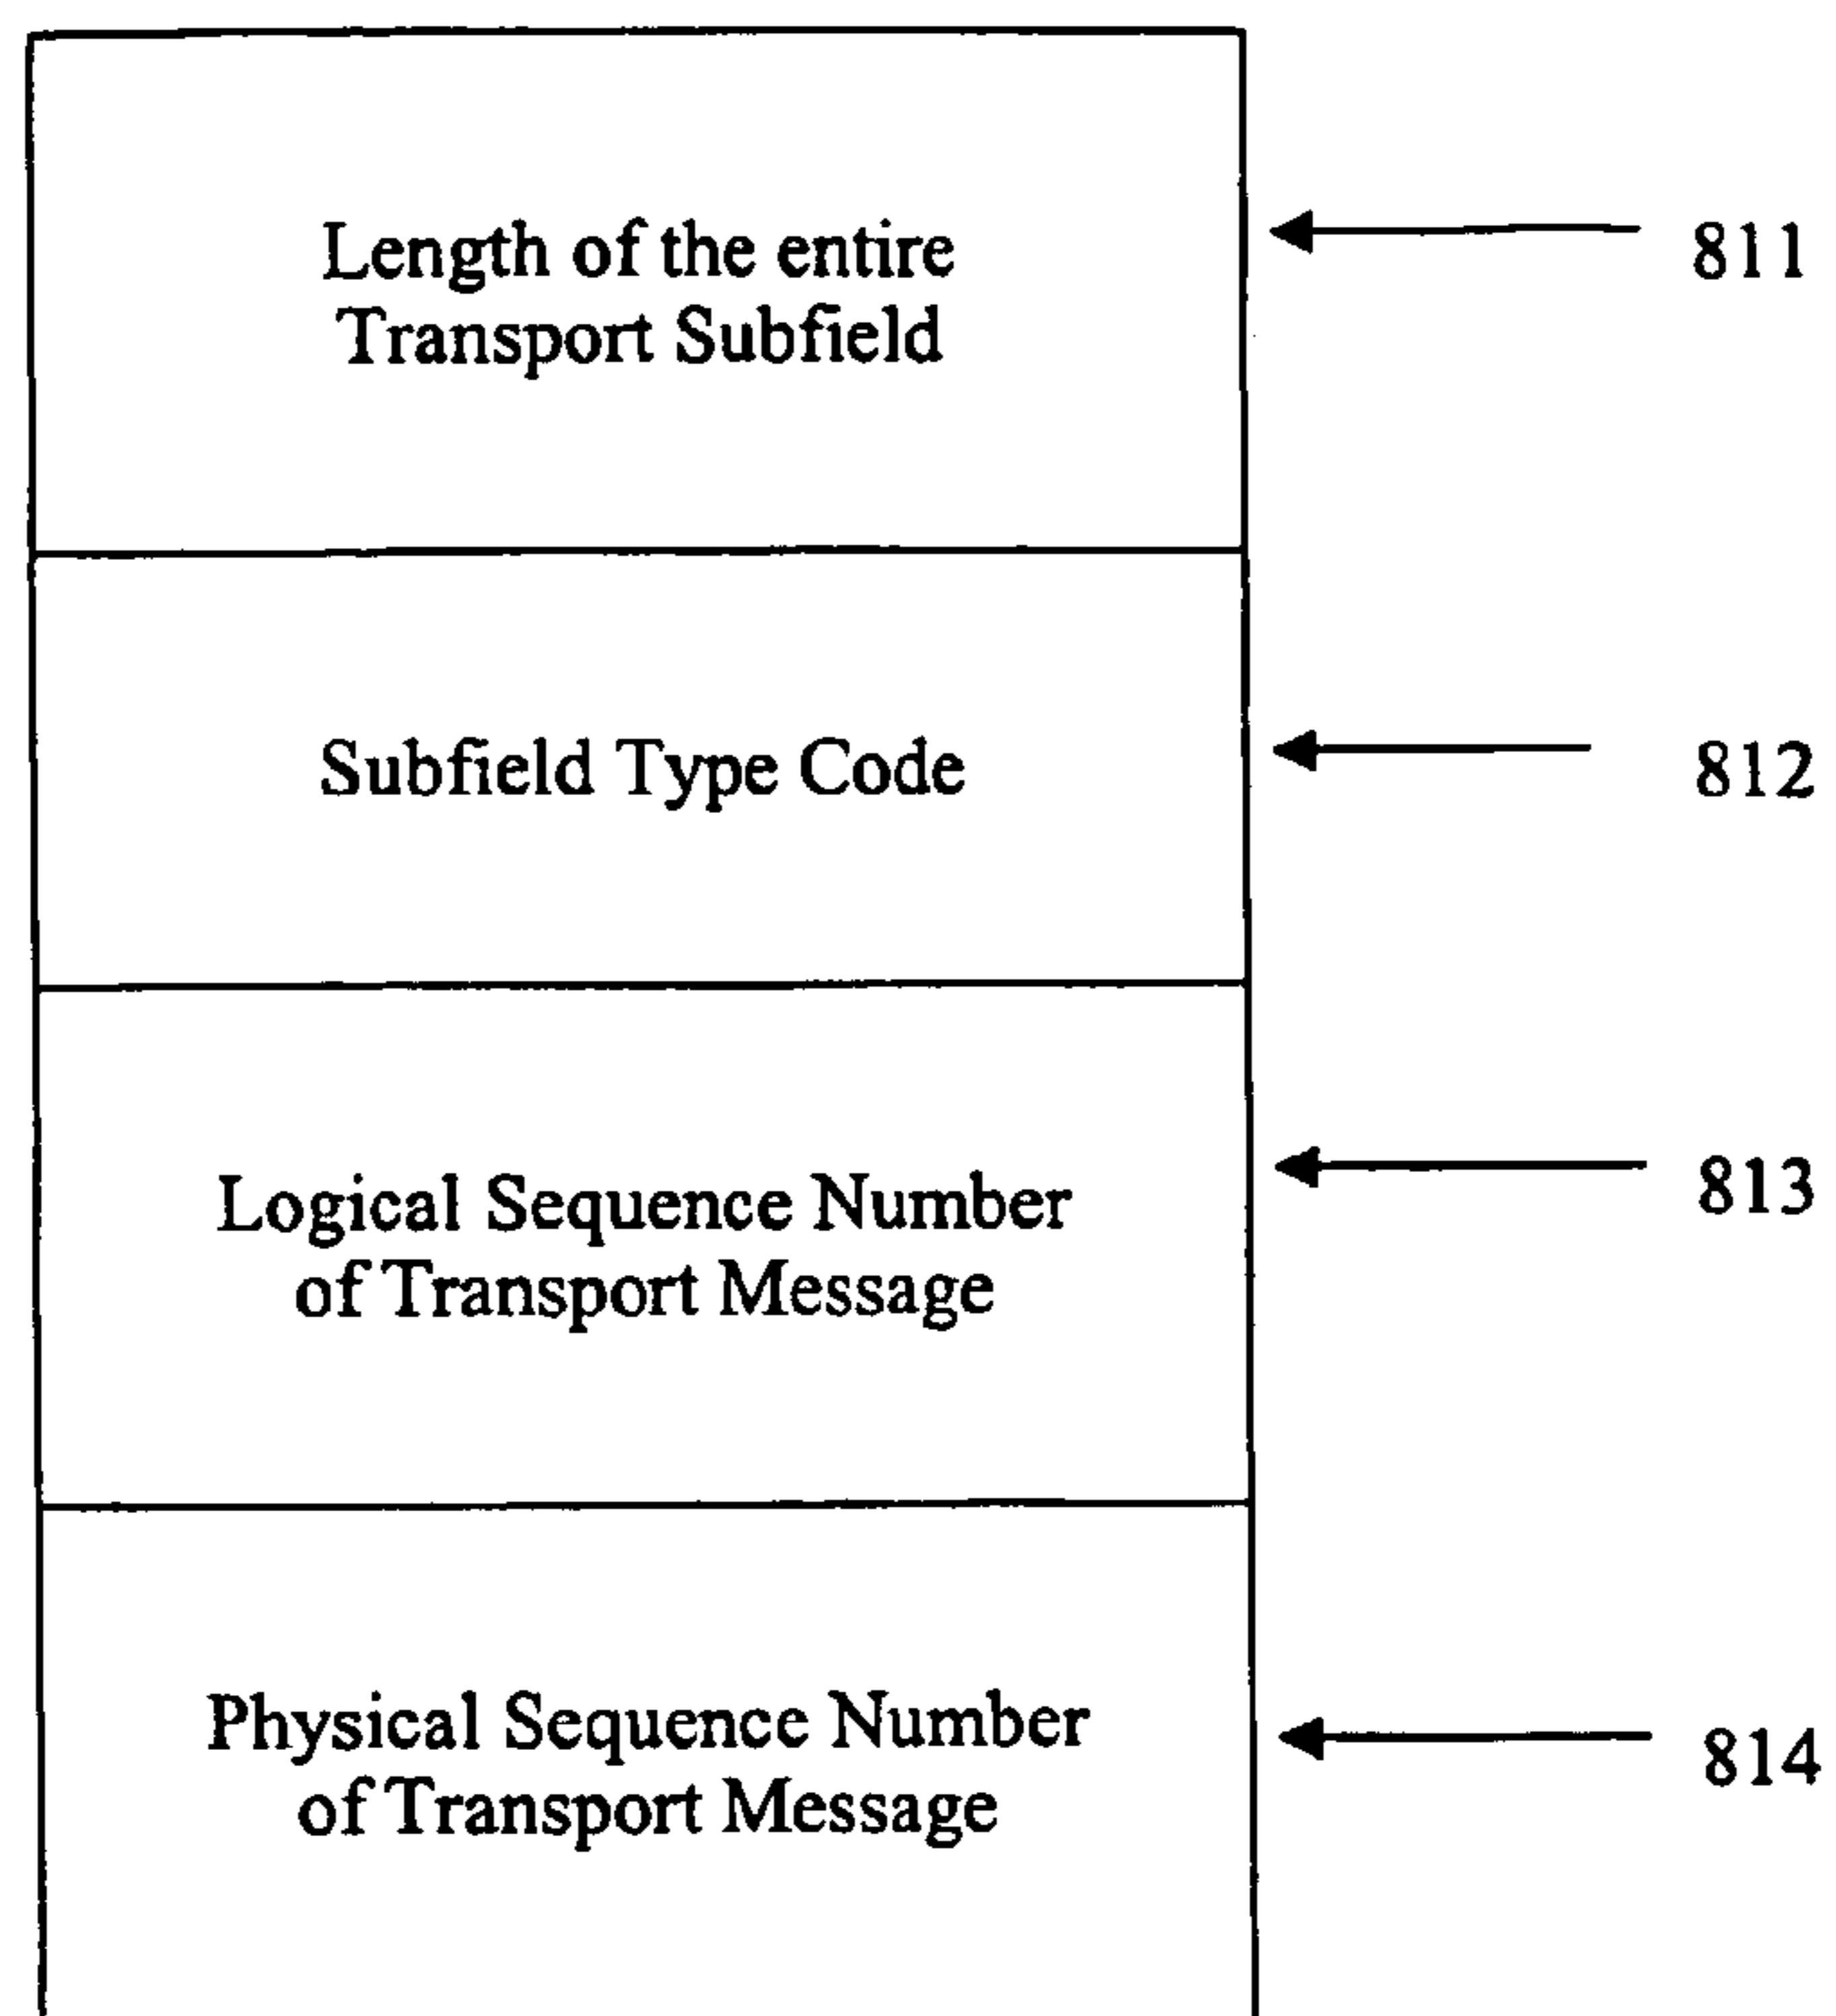 Length of the entire
Transport Subfield
811
Subfield Type Code
812
Logical Sequence Number
of Transport Message
813
Physical Sequence Number
of Transport Message
814